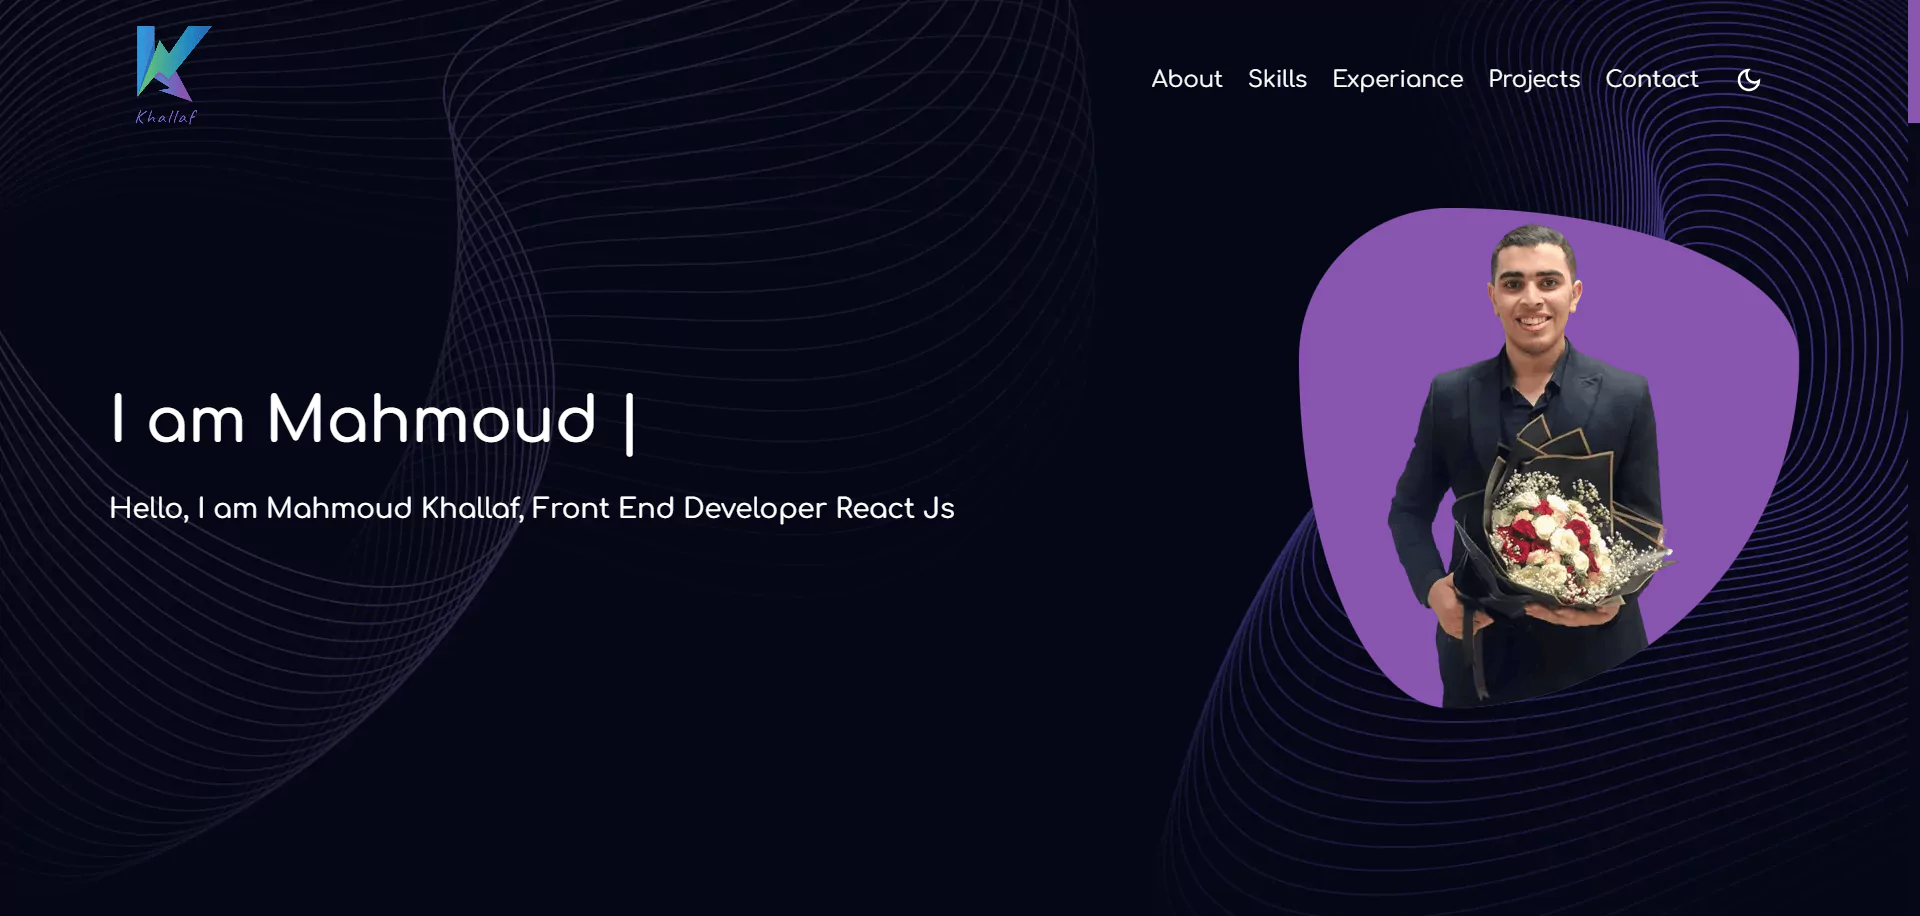 Khallaf
About Skills Experiance Projects Contact
I am Mahmoud |
Hello, I am Mahmoud Khallaf, Front End Developer React Js